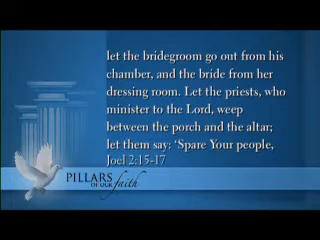 let the bridegroom go out from his
chamber, and the bride from her
dressing room. Let the priests, who
minister to the Lord, weep
between the porch and the altar;
let them say: ‘Spare Your people,
Joel 2:15-17
PILLARS
OF OUR faith